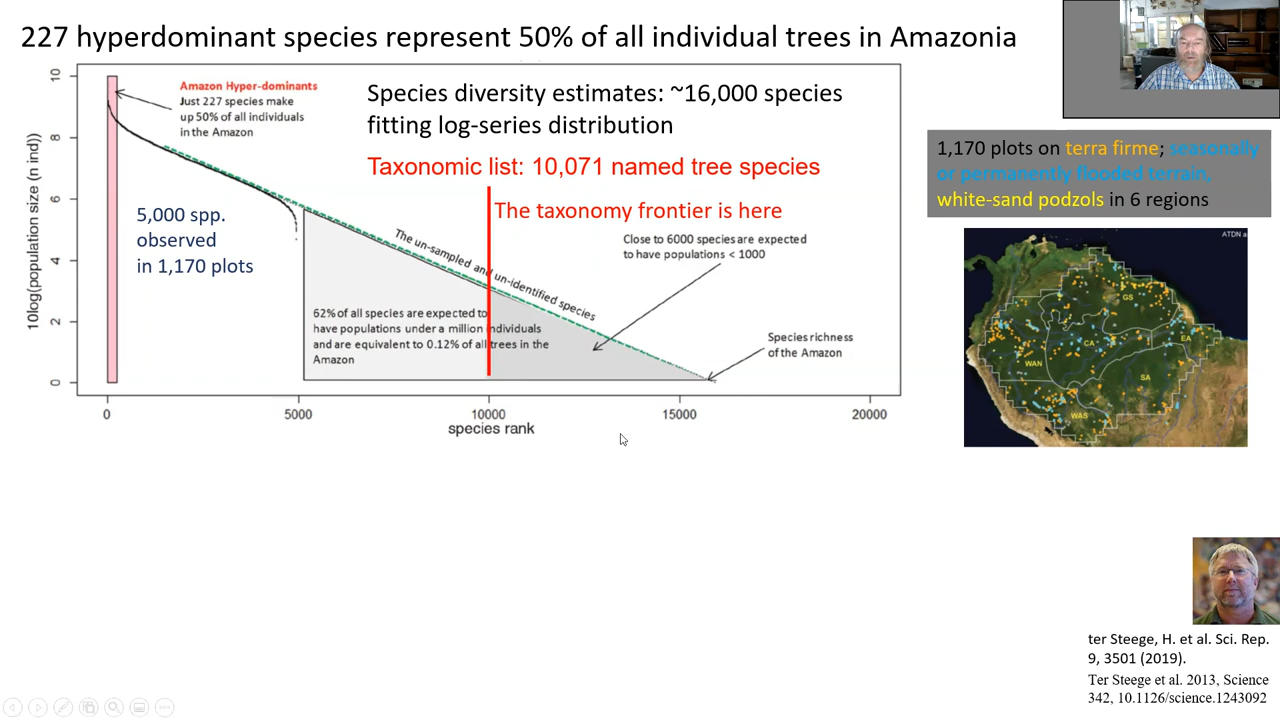 227 hyperdominant species represent 50% of all individual trees in Amazonia
Amazon Hyper-dominants
Just 227 species make
up 50% of all individuals
in the Amazon
Species diversity estimates: ~16,000 species
fitting log-series distribution
Taxonomic list: 10,071 named tree species
The taxonomy frontier is here
5,000 spp.
observed
in 1,170 plots
The un-sampled and un-identified species
Close to 6000 species are expected
to have populations < 1000
62% of all species are expected to
have populations under a million individuals
and are equivalent to 0.12% of all trees in the
Amazon
Species richness
of the Amazon
10log(population size (n ind))
10
8
6
4
2
0
0
5000
10000
15000
20000
species rank
1,170 plots on terra firme; seasonally
or permanently flooded terrain,
white-sand podzols in 6 regions
ATDN a
GS
CA
EA
WAN
SA
WAS
ter Steege, H. et al. Sci. Rep.
9, 3501 (2019).
Ter Steege et al. 2013, Science
342, 10.1126/science.1243092